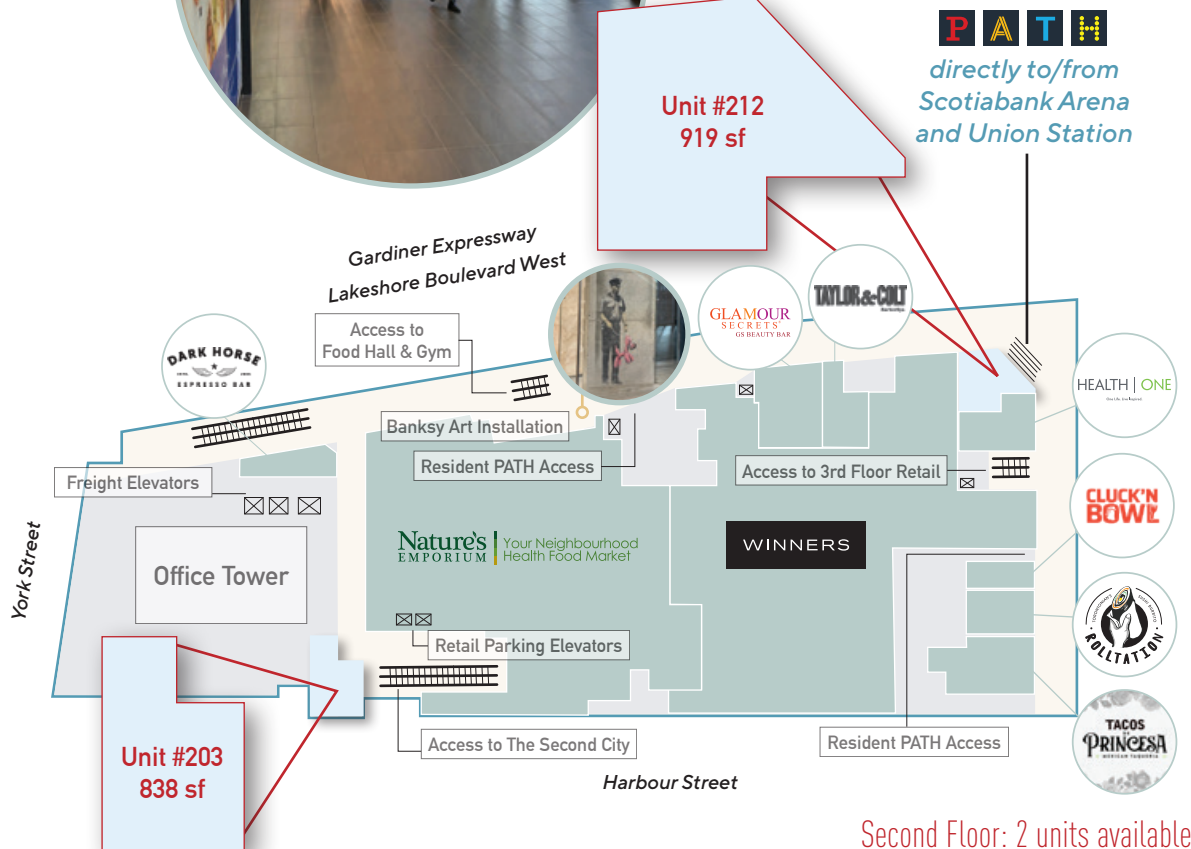 PATH
directly to/from
Scotiabank Arena
and Union Station
Unit #212
919 sf
Gardiner Expressway
Lakeshore Boulevard West
Access to
Food Hall & Gym
GLAMOUR
SECRETS
GS BEAUTY BAR
TAYLOR & COLT
DARK HORSE
ESPRESSO BAR
HEALTH | ONE
Banksy Art Installation
Resident PATH Access
Access to 3rd Floor Retail
Freight Elevators
CLUCK'N
BOWL
York Street
Office Tower
Nature's
EMPORIUM
Your Neighbourhood
Health Food Market
WINNERS
ROLLTATION
Retail Parking Elevators
Unit #203
838 sf
Access to The Second City
Resident PATH Access
TACOS
PRINCESA
MEXICAN TAQUERIA
Harbour Street
Second Floor: 2 units available